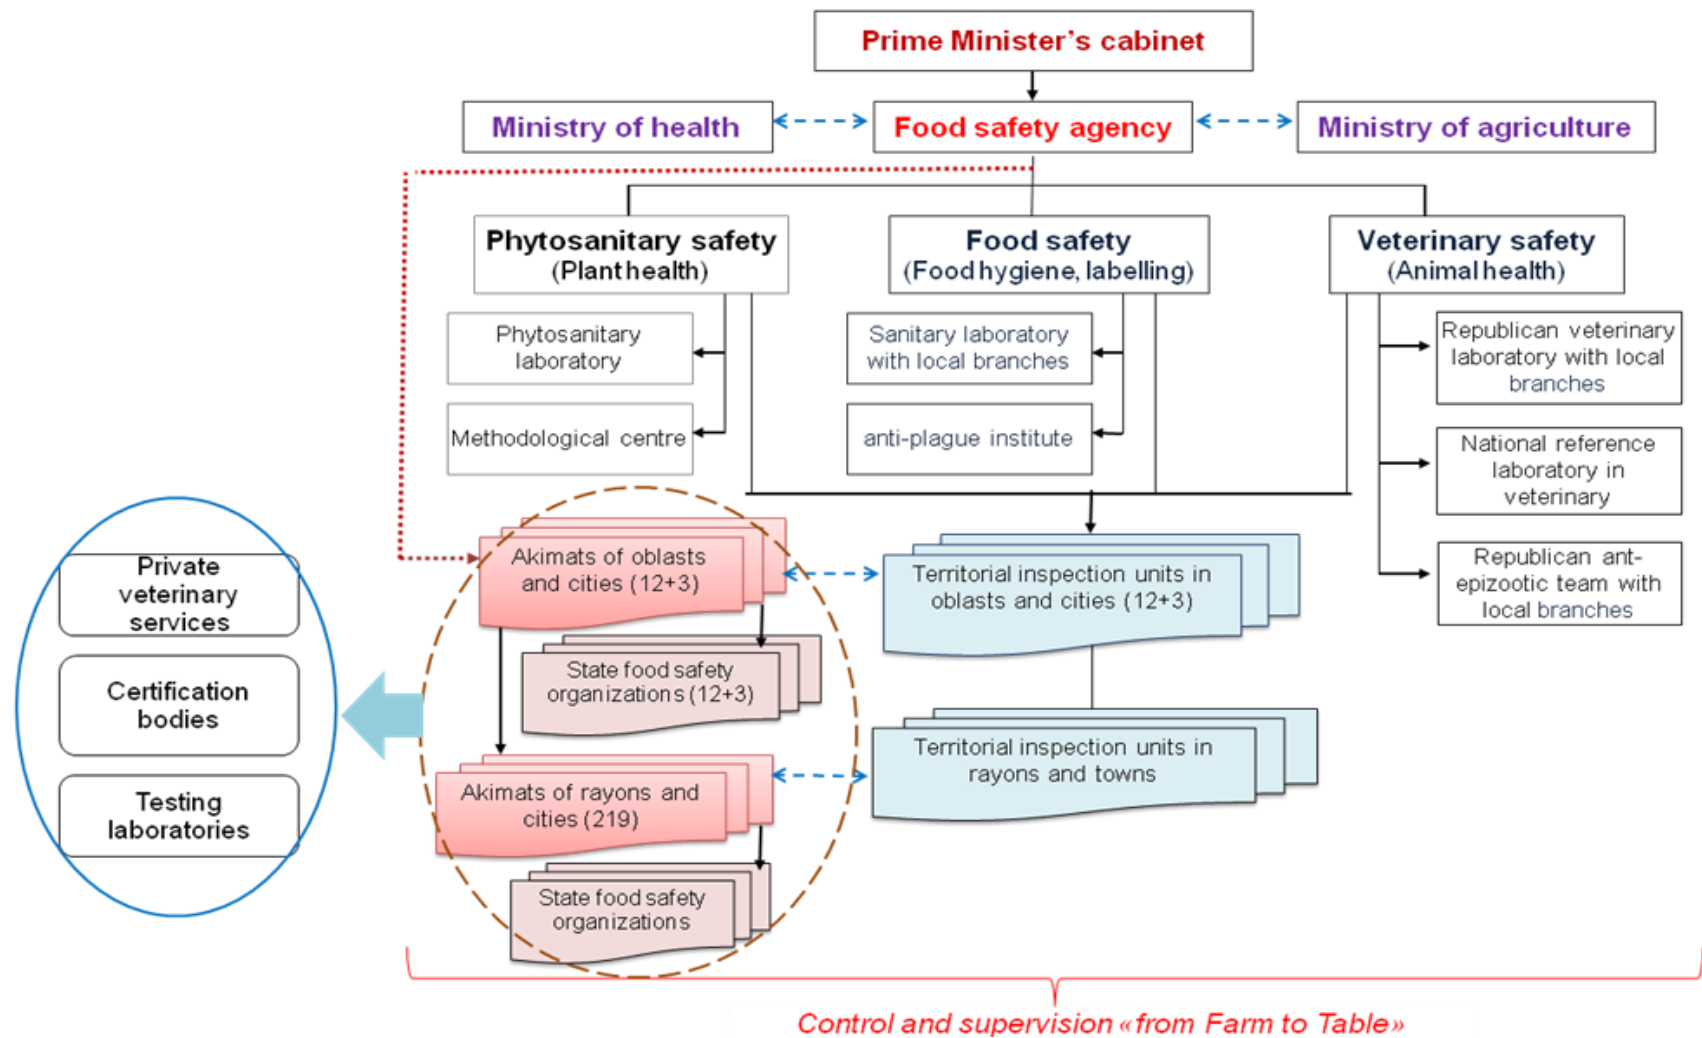 Prime Minister's cabinet
Ministry of health
Food safety agency
Ministry of agriculture
Phytosanitary safety
(Plant health)
Food safety
(Food hygiene, labelling)
Veterinary safety
(Animal health)
Phytosanitary
laboratory
Methodological centre
Sanitary laboratory
with local branches
anti-plague institute
Republican veterinary
laboratory with local
branches
National reference
laboratory in
veterinary
Republican ant-
epizootic team with
local branches
Private
veterinary
services
Certification
bodies
Testing
laboratories
Akimats of oblasts
and cities (12+3)
State food safety
organizations (12+3)
Akimats of rayons and
cities (219)
State food safety
organizations
Territorial inspection units in
oblasts and cities (12+3)
Territorial inspection units in
rayons and towns
Control and supervision «from Farm to Table»